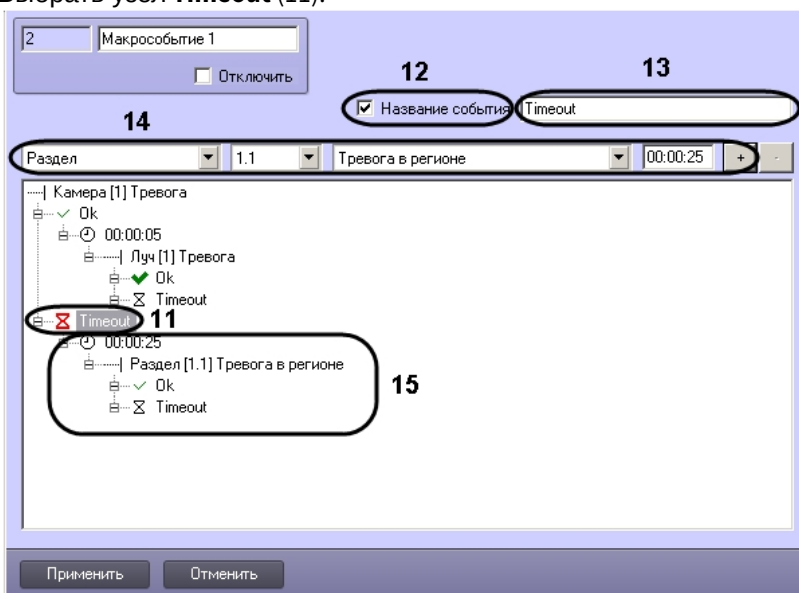 Выбрать узел Timeout (11).
2 Макрособытие 1
Отключить
12 13
Название события Timeout
14
Раздел 1.1 Тревога в регионе 00:00:25 + -
Камера [1] Тревога
Ok
00:00:05
Луч [1] Тревога
Ok
Timeout
Timeout 11
00:00:25
Раздел [1.1] Тревога в регионе
Ok 15
Timeout
Применить Отменить